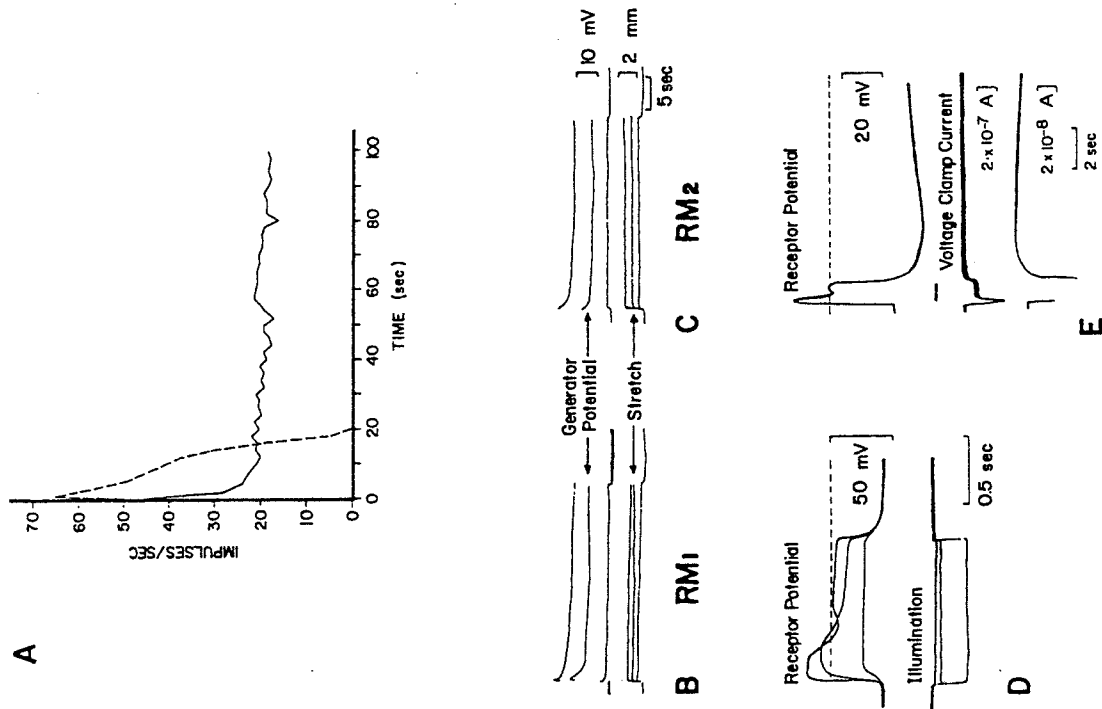 A
IMPULSES/SEC
70
60
50
40
30
20
10
0
0 20 40 60 80 100
TIME (sec)
B
RM1
Generator
Potential
Stretch
C
RM2
10 mV
2 mm
5 sec
D
Receptor Potential
50 mV
Illumination
0.5 sec
E
Receptor Potential
20 mV
Voltage Clamp Current
2·x 10-7 A
2 x 10-8 A
2 sec